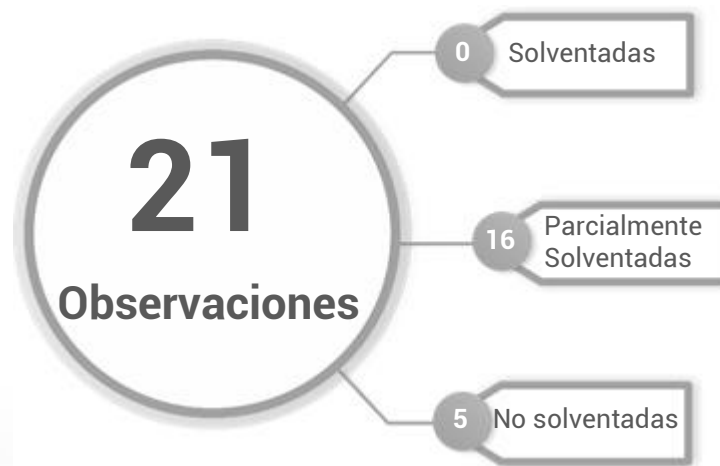 21
Observaciones
0
Solventadas
16
Parcialmente
Solventadas
5
No solventadas